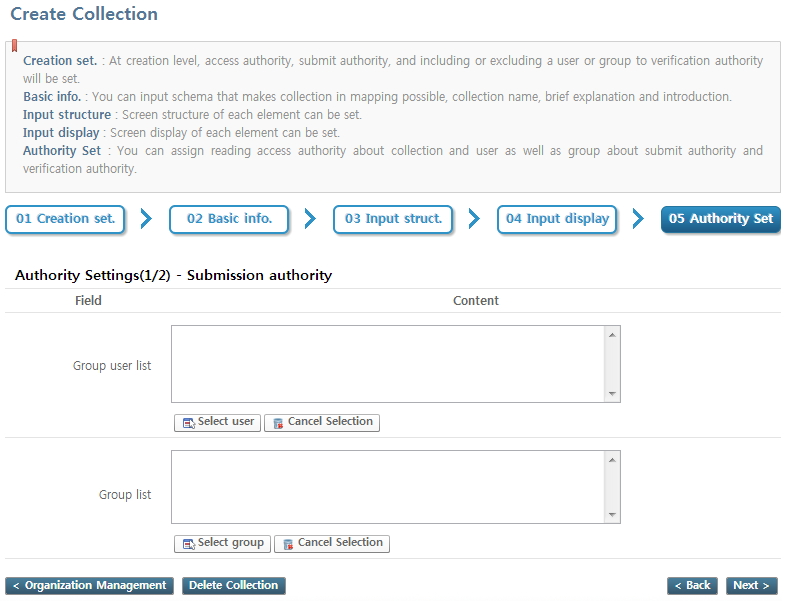 Create Collection
Creation set. : At creation level, access authority, submit authority, and including or excluding a user or group to verification authority
will be set.
Basic info. : You can input schema that makes collection in mapping possible, collection name, brief explanation and introduction.
Input structure : Screen structure of each element can be set.
Input display : Screen display of each element can be set.
Authority Set : You can assign reading access authority about collection and user as well as group about submit authority and
verification authority.
01 Creation set. 02 Basic info. 03 Input struct. 04 Input display 05 Authority Set
Authority Settings(1/2) - Submission authority
Field Content
Group user list
Select user Cancel Selection
Group list
Select group Cancel Selection
< Organization Management Delete Collection < Back Next >